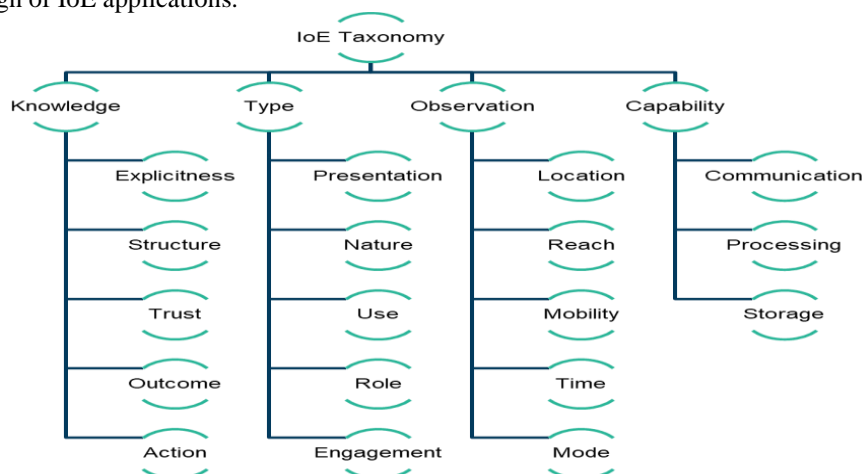 of IoE applications.
IoE Taxonomy
Knowledge Type Observation Capability
Explicitness Presentation Location Communication
Structure Nature Reach Processing
Trust Use Mobility Storage
Outcome Role Time
Action Engagement Mode